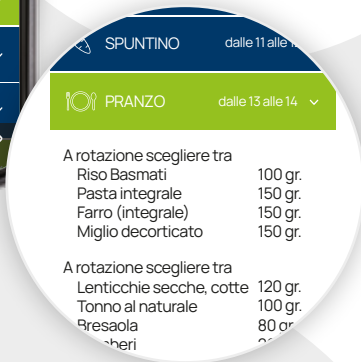 SPUNTINO dalle 11 alle
PRANZO dalle 13 alle 14
A rotazione scegliere tra
Riso Basmati 100 gr.
Pasta integrale 150 gr.
Farro (integrale) 150 gr.
Miglio decorticato 150 gr.
A rotazione scegliere tra
Lenticchie secche, cotte 120 gr.
Tonno al naturale 100 gr.
Bresaola 80 gr